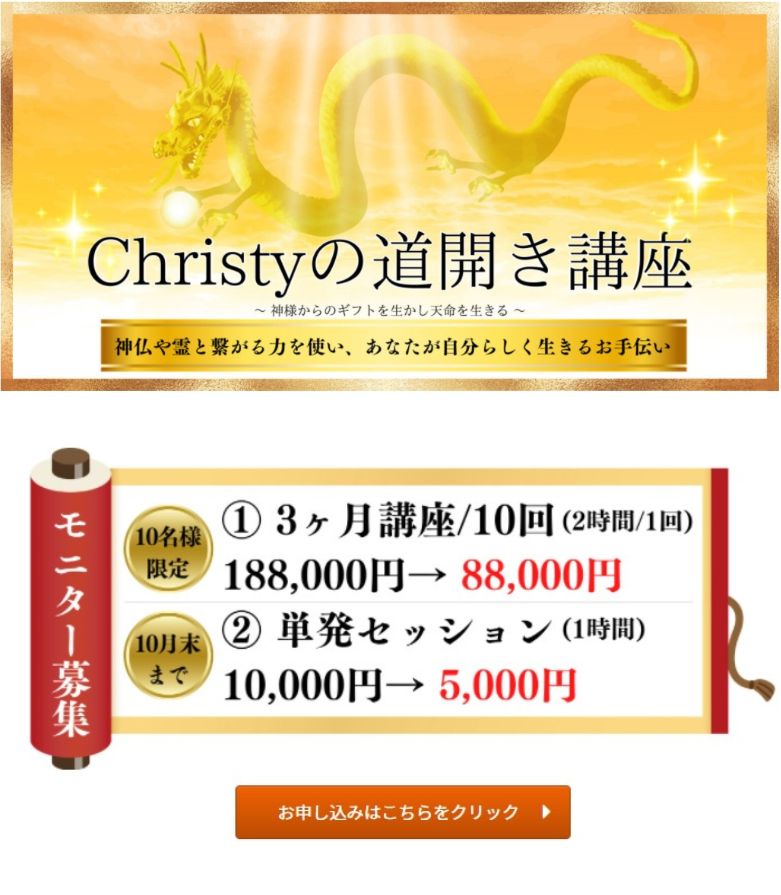 Christyの道開き講座
～ 神様からのギフトを生かし天命を生きる ～
神仏や霊と繋がる力を使い、あなたが自分らしく生きるお手伝い
モニター募集
10名様
限定
① 3ヶ月講座/10回(2時間/1回)
188,000円→ 88,000円
10月末
まで
② 単発セッション(1時間)
10,000円→ 5,000円
お申し込みはこちらをクリック